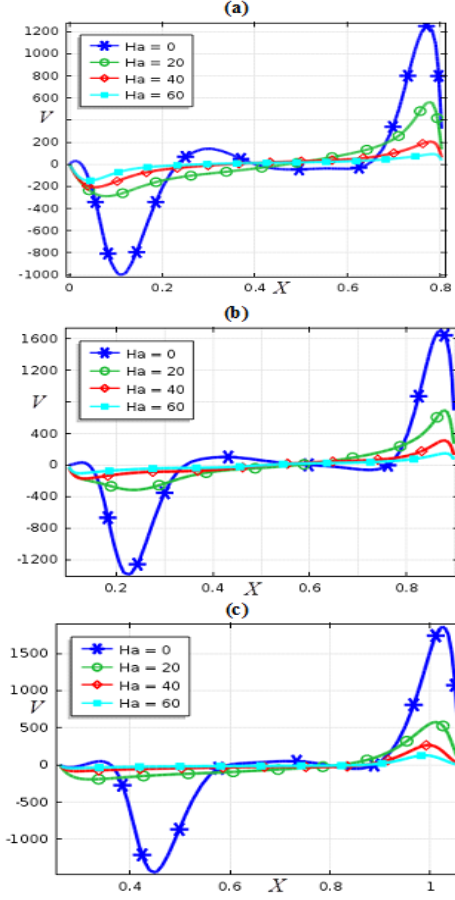 (a)
1200
1000
800
600
V
400
200
0
-200
-400
-600
-800
-1000
Ha = 0
Ha = 20
Ha = 40
Ha = 60
0 0.2 0.4 0.6 0.8
X
(b)
1600
1200
V
800
400
0
-400
-800
-1200
Ha = 0
Ha = 20
Ha = 40
Ha = 60
0.2 0.4 0.6 0.8
X
(c)
1500
1000
V
500
0
-500
-1000
Ha = 0
Ha = 20
Ha = 40
Ha = 60
0.4 0.6 0.8 1
X